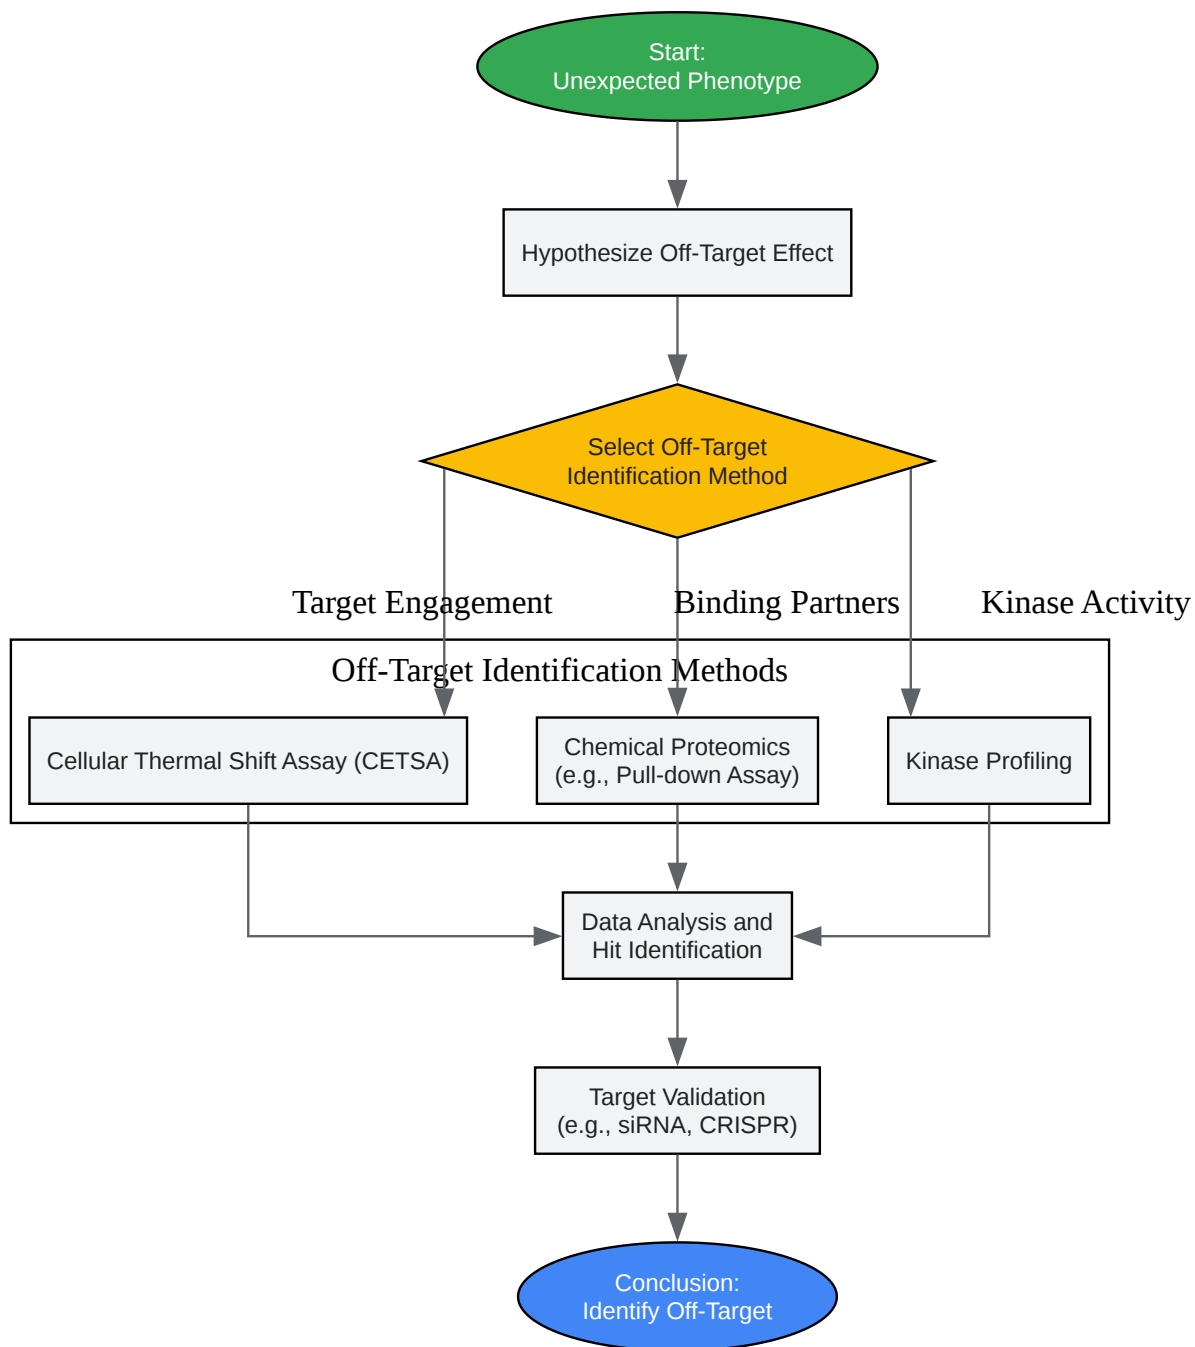 Start:
Unexpected Phenotype
Hypothesize Off-Target Effect
Select Off-Target
Identification Method
Target Engagement
Binding Partners
Kinase Activity
Off-Target Identification Methods
Cellular Thermal Shift Assay (CETSA)
Chemical Proteomics
(e.g., Pull-down Assay)
Kinase Profiling
Data Analysis and
Hit Identification
Target Validation
(e.g., siRNA, CRISPR)
Conclusion:
Identify Off-Target